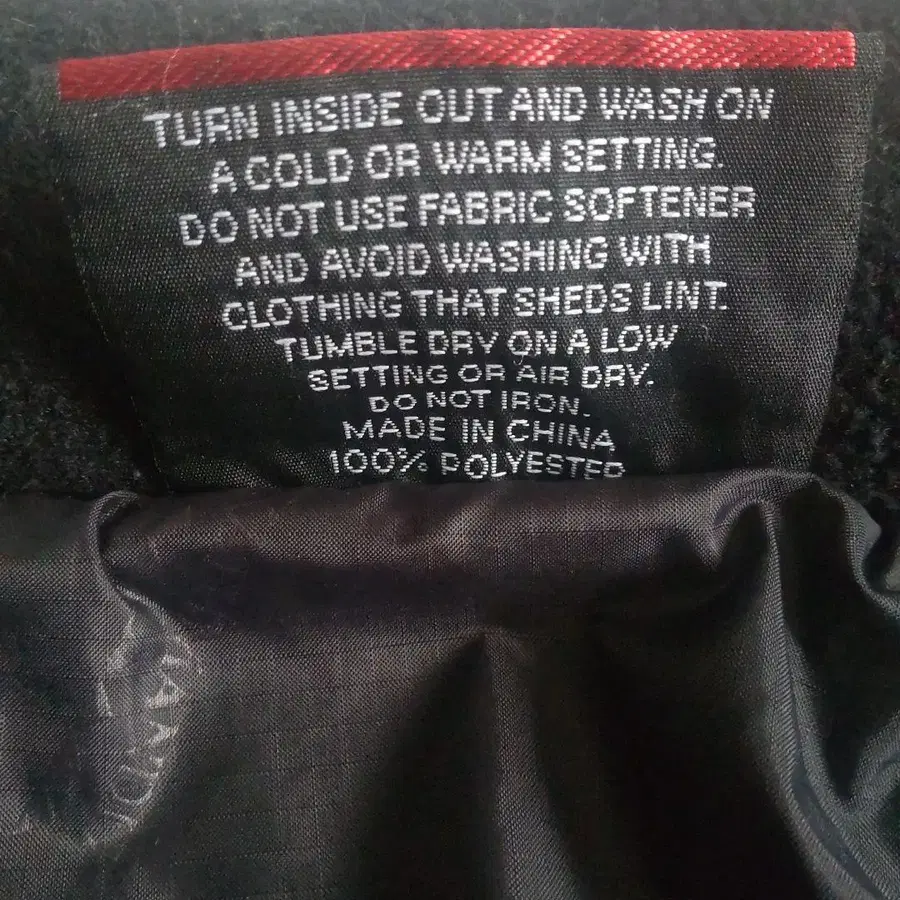 TURN INSIDE OUT AND WASH ON
A COLD OR WARM SETTING.
DO NOT USE FABRIC SOFTENER
AND AVOID WASHING WITH
CLOTHING THAT SHEDS LINT.
TUMBLE DRY ON A LOW
SETTING OR AIR DRY.
DO NOT IRON.
MADE IN CHINA
100% POLYESTER